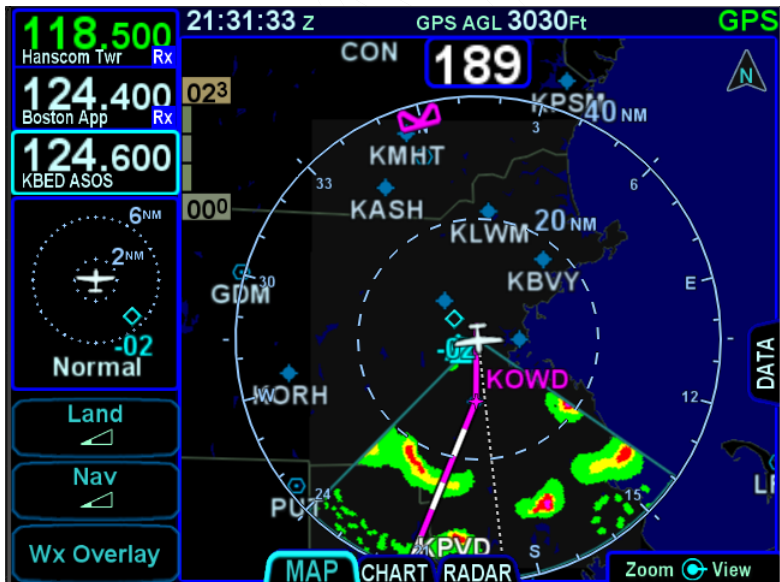 21:31:33 Z
GPS AGL 3030Ft
GPS
118.500
Hanscom Twr
Rx
124.400
Boston App
Rx
124.600
KBED ASOS
6NM
2NM
-02
Normal
Land
Nav
Wx Overlay
023
000
CON
189
N
KPSM
40 NM
N
3
KMHT
33
6
KASH
KLWM
20 NM
30
GDM
KBVY
E
-02
KOWD
DATA
W
KORH
12
24
15
PUT
LF
KPVD
S
MAP
CHART
RADAR
Zoom
View